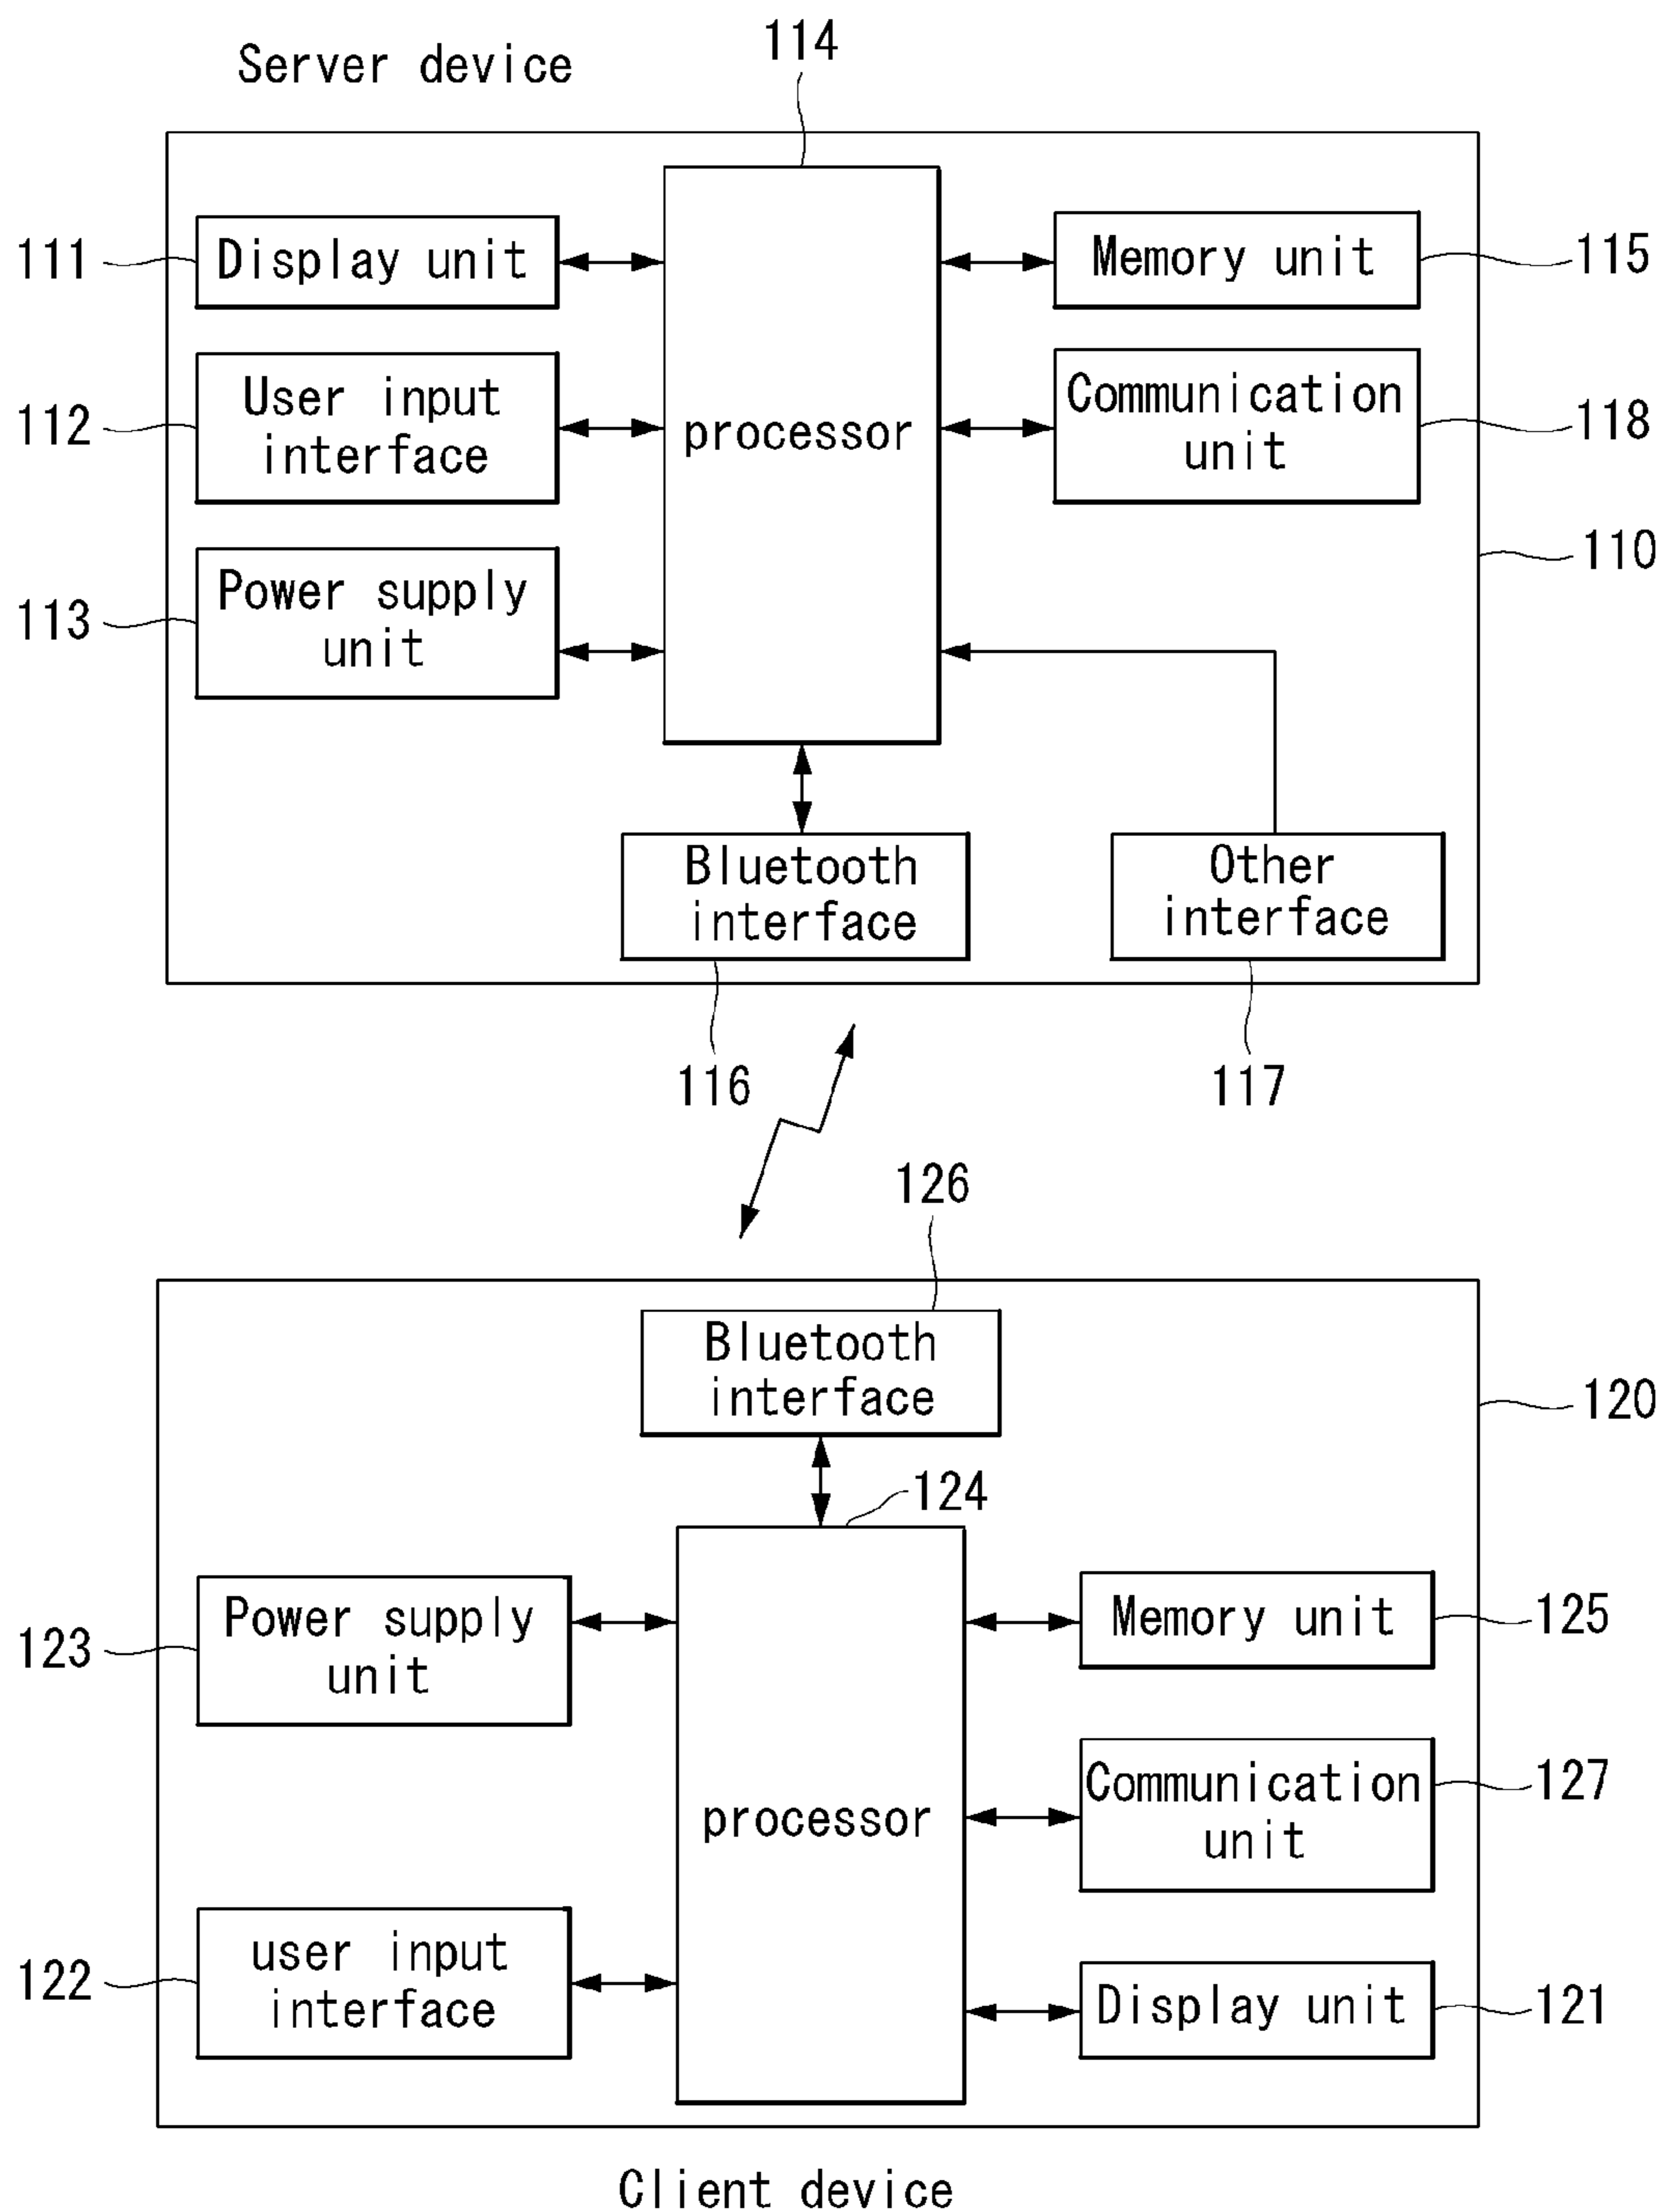 114
Server device
111
Display unit
Memory unit
115
112
User input
interface
processor
Communication
unit
118
110
113
Power supply
unit
Bluetooth
interface
Other
interface
116
117
126
Bluetooth
interface
120
124
123
Power supply
unit
Memory unit
125
processor
Communication
unit
127
122
user input
interface
Display unit
121
Client device